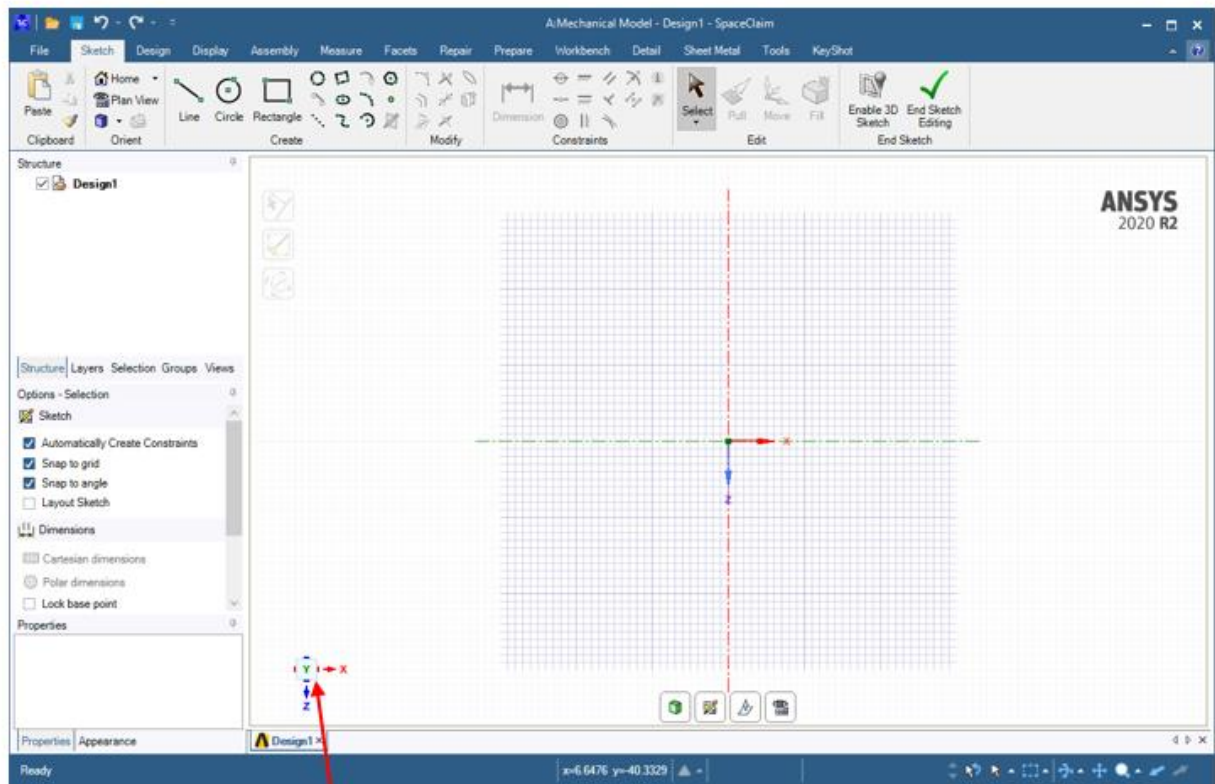 A:Mechanical Model - Design1 - SpaceClaim
File Sketch Design Display Assembly Measure Facets Repair Prepare Workbench Detail Sheet Metal Tools KeyShot
Home
Plan View
Paste
Line Circle Rectangle
Dimension
Select Pull Move Fill
Enable 3D Sketch
End Sketch Editing
Clipboard Orient Create Modify Constraints Edit End Sketch
Structure
Design1
ANSYS
2020 R2
Structure Layers Selection Groups Views
Options - Selection
Sketch
Automatically Create Constraints
Snap to grid
Snap to angle
Layout Sketch
Dimensions
Cartesian dimensions
Polar dimensions
Lock base point
Properties
X
Z
Y X
Z
Properties Appearance
Design1
Ready
x=6.6476 y=-40.3329